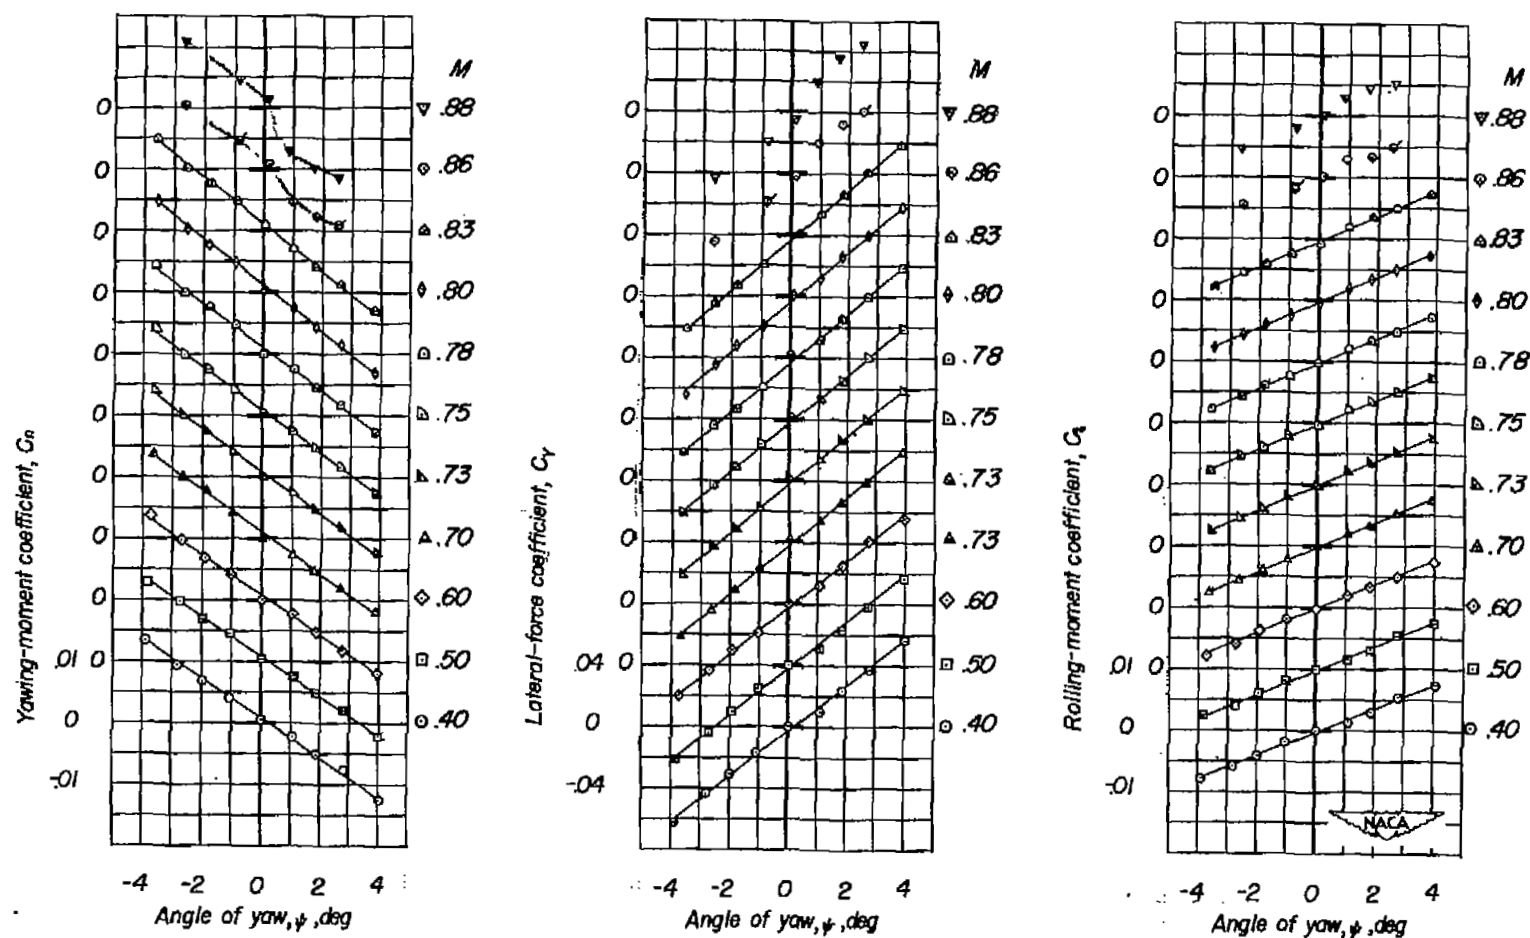 M
0 ▽ .88
0 .86
0 .83
0 .80
0 .78
0 .75
0 .73
0 .70
0 .60
.01 0 .50
0 .40
-.01
Yawing-moment coefficient, Cn
-4 -2 0 2 4
Angle of yaw, ψ, deg
M
0 .88
0 .86
0 .83
0 .80
0 .78
0 .75
0 .73
0 .73
0 .60
.04 0 .50
0 .40
-.04
Lateral-force coefficient, CY
-4 -2 0 2 4
Angle of yaw, ψ, deg
M
0 .88
0 .86
0 .83
0 .80
0 .78
0 .75
0 .73
0 .70
0 .60
.01 0 .50
0 .40
-.01
Rolling-moment coefficient, Cl
NACA
-4 -2 0 2 4
Angle of yaw, ψ, deg